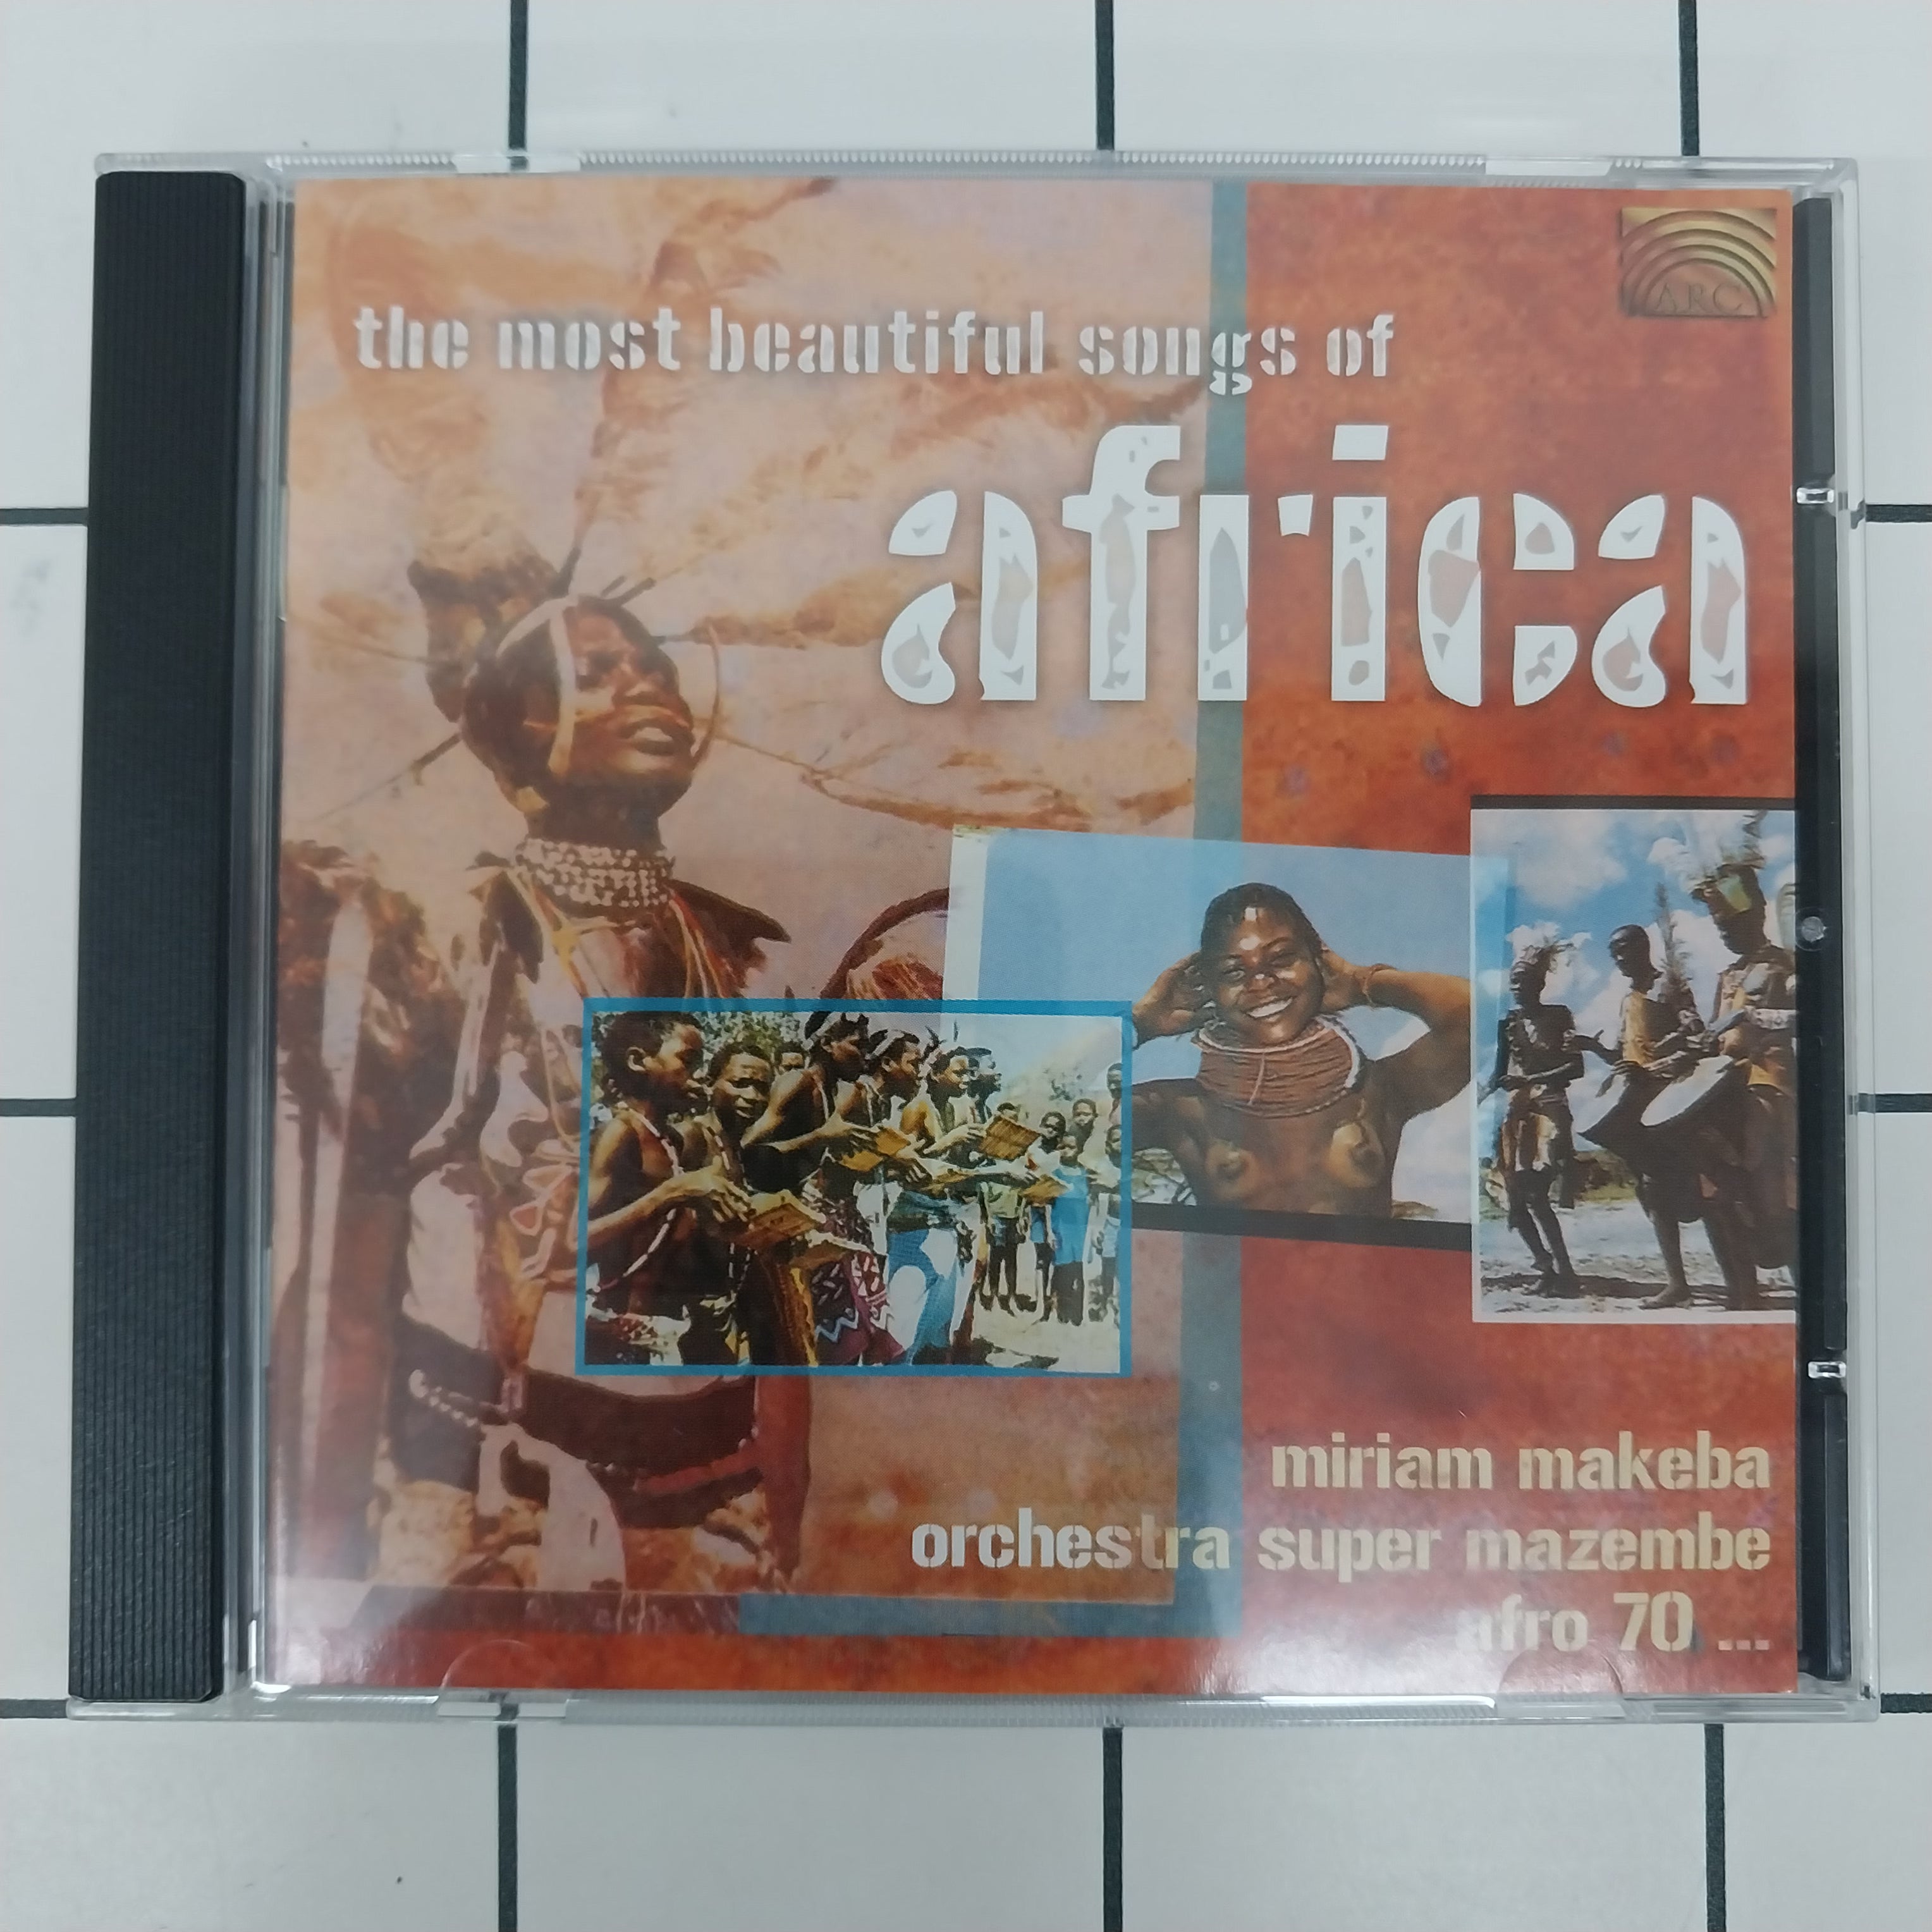 ARC
the most beautiful songs of
africa
miriam makeba
orchestra super mazembe
afro 70 ...